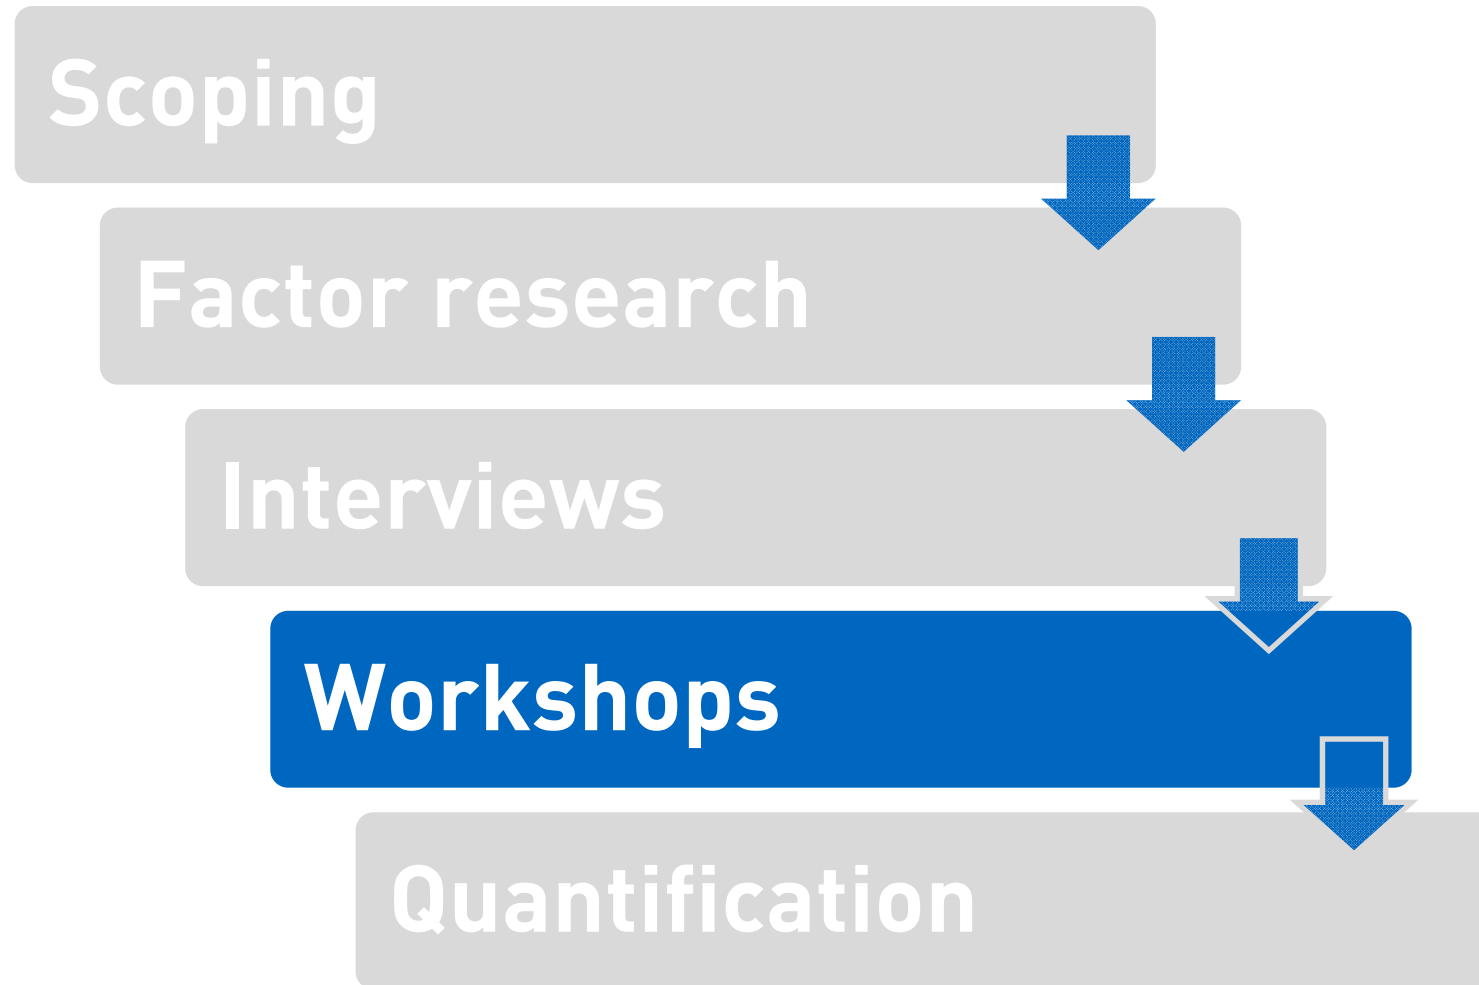 Scoping
Factor research
Interviews
Workshops
Quantification